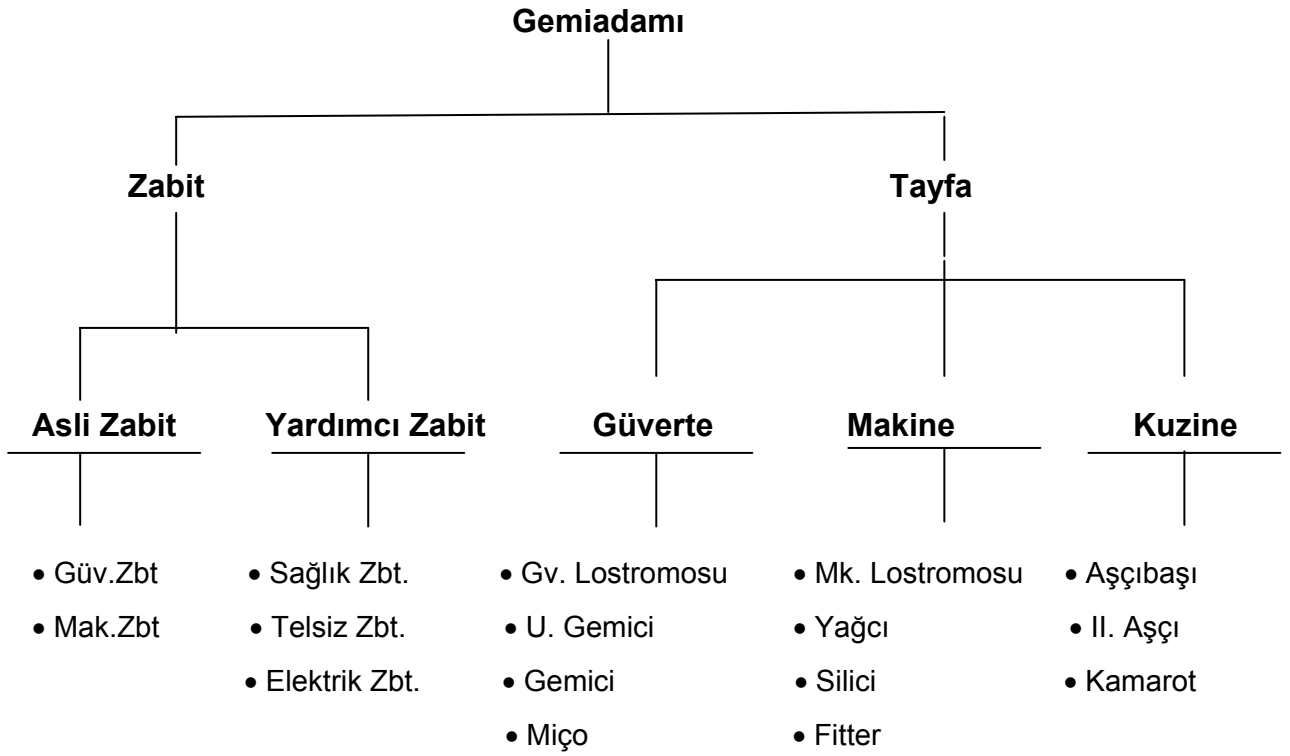 Gemiadamı
Zabit
Tayfa
Asli Zabit
Yardımcı Zabit
Güverte
Makine
Kuzine
• Güv.Zbt
• Mak.Zbt
• Sağlık Zbt.
• Telsiz Zbt.
• Elektrik Zbt.
• Gv. Lostromosu
• U. Gemici
• Gemici
• Miço
• Mk. Lostromosu
• Yağcı
• Silici
• Fitter
• Aşçıbaşı
• II. Aşçı
• Kamarot